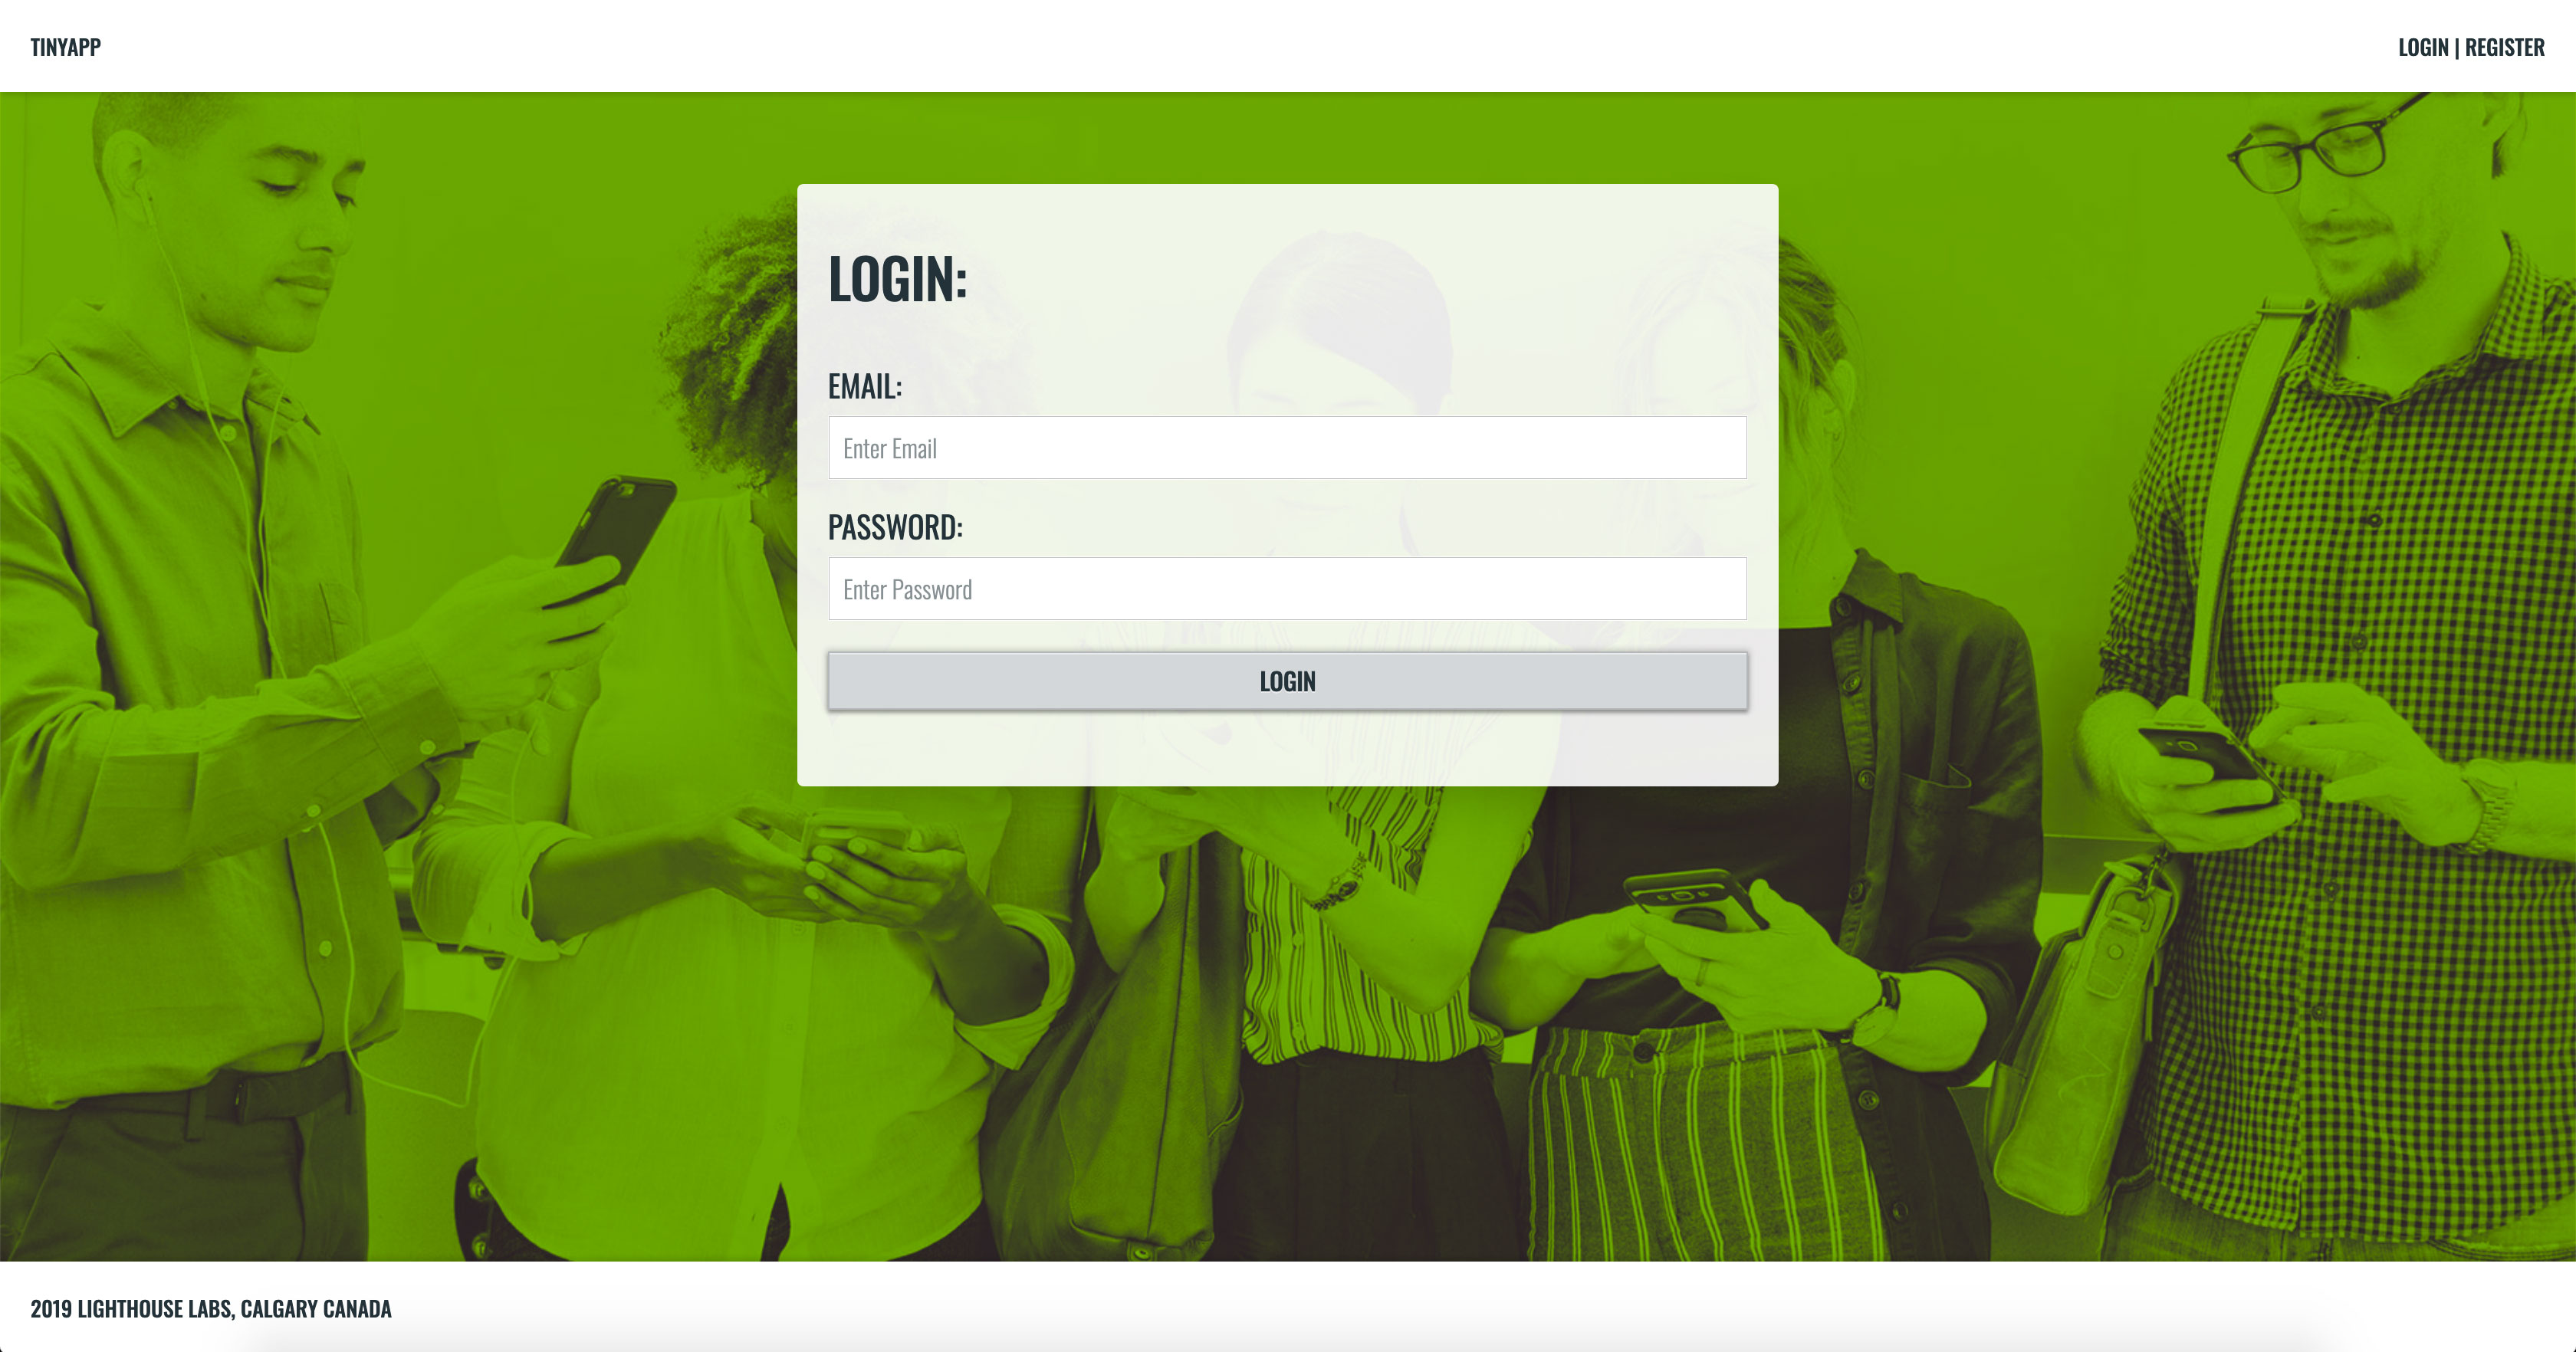 TINYAPP
LOGIN | REGISTER
LOGIN:
EMAIL:
Enter Email
PASSWORD:
Enter Password
LOGIN
2019 LIGHTHOUSE LABS, CALGARY CANADA